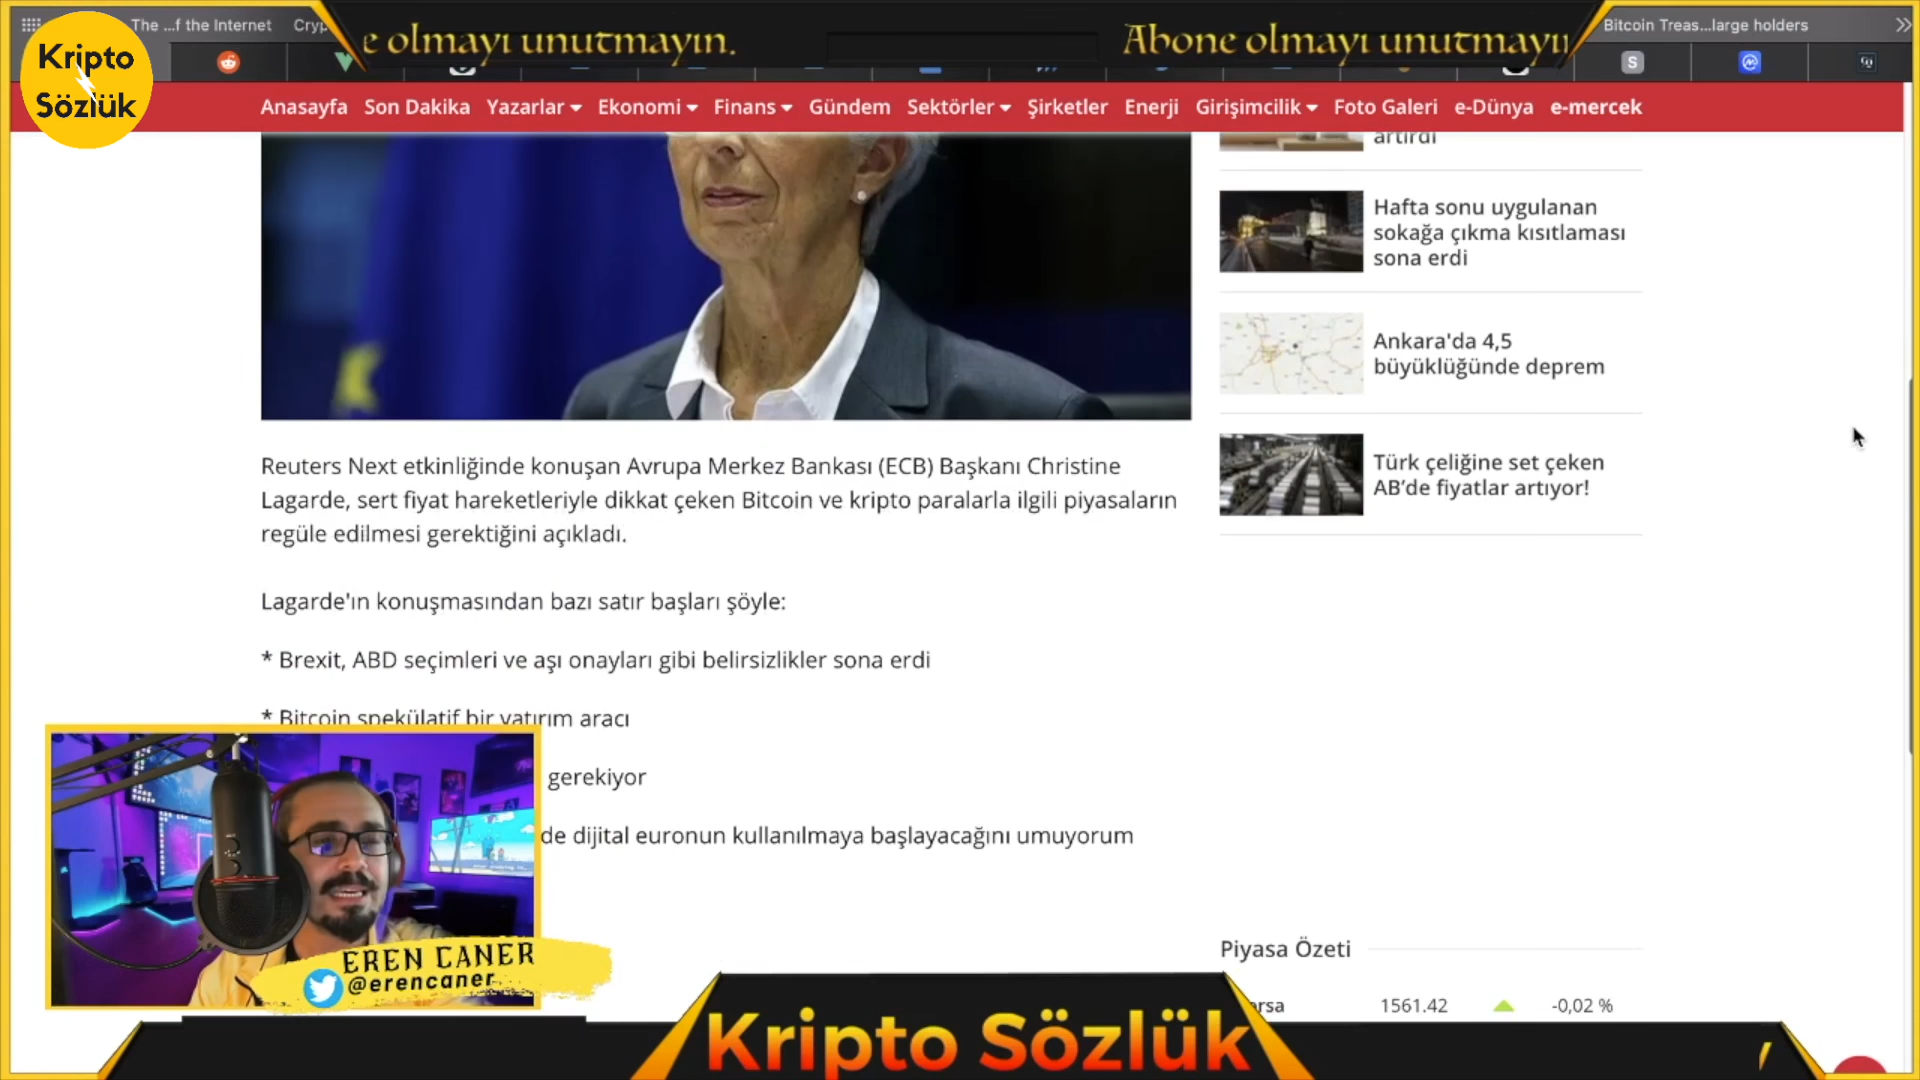 The ...f the Internet
e olmayı unutmayın.
Abone olmayı unutmayı
Bitcoin Treas...large holders
Kripto
Sözlük
Anasayfa Son Dakika Yazarlar Ekonomi Finans Gündem Sektörler Şirketler Enerji Girişimcilik Foto Galeri e-Dünya e-mercek
artırdı
Hafta sonu uygulanan
sokağa çıkma kısıtlaması
sona erdi
Ankara'da 4,5
büyüklüğünde deprem
Türk çeliğine set çeken
AB'de fiyatlar artıyor!
Reuters Next etkinliğinde konuşan Avrupa Merkez Bankası (ECB) Başkanı Christine
Lagarde, sert fiyat hareketleriyle dikkat çeken Bitcoin ve kripto paralarla ilgili piyasaların
regüle edilmesi gerektiğini açıkladı.
Lagarde'ın konuşmasından bazı satır başları şöyle:
* Brexit, ABD seçimleri ve aşı onayları gibi belirsizlikler sona erdi
* Bitcoin spekülatif bir yatırım aracı
gerekiyor
de dijital euronun kullanılmaya başlayacağını umuyorum
EREN CANER
@erencaner
Piyasa Özeti
1561.42 -0,02 %
Kripto Sözlük